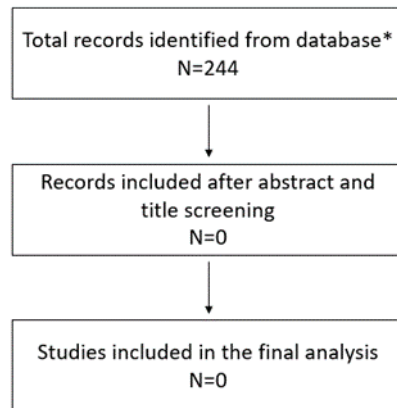 Total records identified from database*
N=244
Records included after abstract and
title screening
N=0
Studies included in the final analysis
N=0